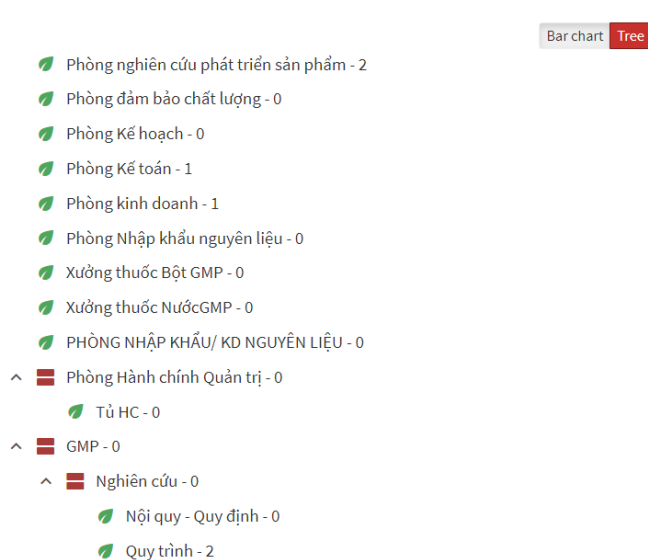 Bar chart Tree
Phòng nghiên cứu phát triển sản phẩm - 2
Phòng đảm bảo chất lượng - 0
Phòng Kế hoạch - 0
Phòng Kế toán - 1
Phòng kinh doanh - 1
Phòng Nhập khẩu nguyên liệu - 0
Xưởng thuốc Bột GMP - 0
Xưởng thuốc NướcGMP - 0
PHÒNG NHẬP KHẨU/ KD NGUYÊN LIỆU - 0
Phòng Hành chính Quản trị - 0
Tủ HC - 0
GMP - 0
Nghiên cứu - 0
Nội quy - Quy định - 0
Quy trình - 2